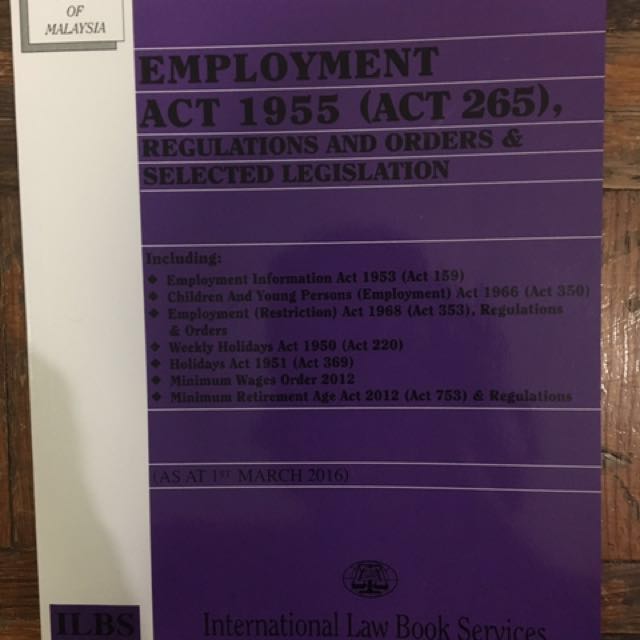 OF
MALAYSIA
EMPLOYMENT
ACT 1955 (ACT 265),
REGULATIONS AND ORDERS &
SELECTED LEGISLATION
Including:
◆ Employment Information Act 1953 (Act 159)
◆ Children And Young Persons (Employment) Act 1966 (Act 350)
◆ Employment (Restriction) Act 1968 (Act 353), Regulations
& Orders
◆ Weekly Holidays Act 1950 (Act 220)
◆ Holidays Act 1951 (Act 369)
◆ Minimum Wages Order 2012
◆ Minimum Retirement Age Act 2012 (Act 753) & Regulations
(AS AT 1ST MARCH 2016)
ILBS
International Law Book Services